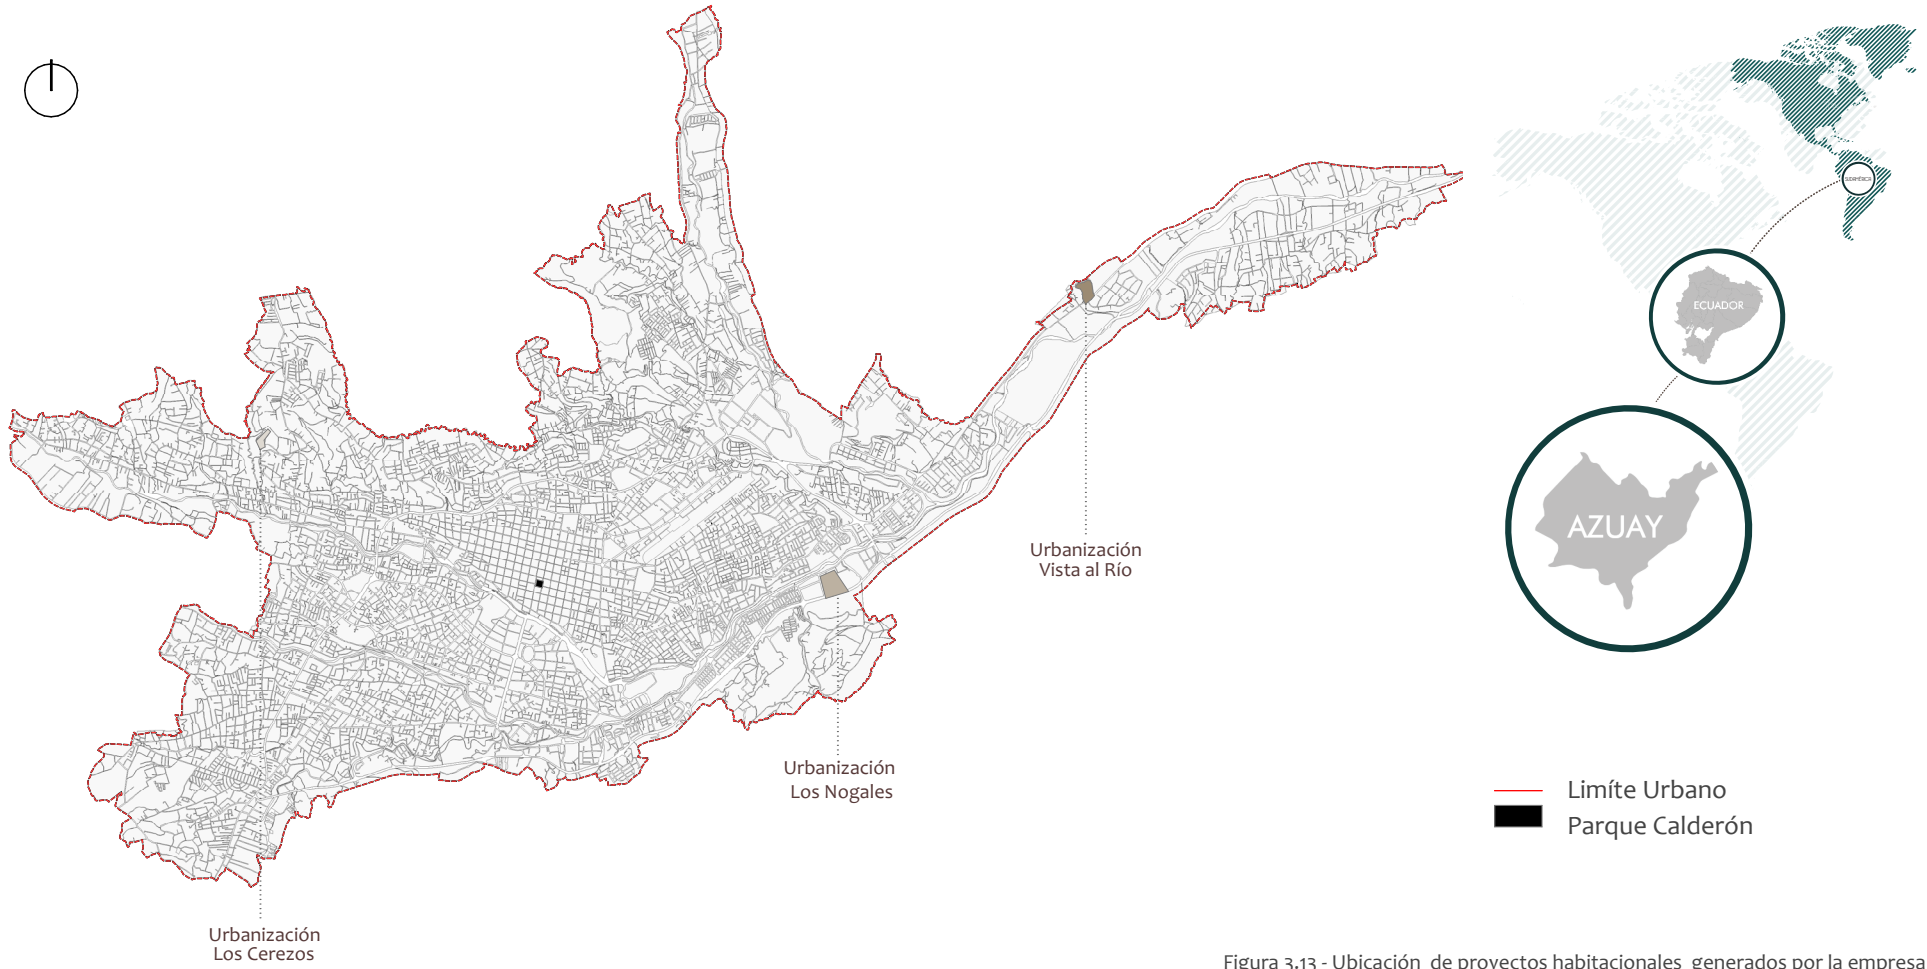 SUDAMÉRICA
ECUADOR
AZUAY
Urbanización
Vista al Río
Urbanización
Los Nogales
Urbanización
Los Cerezos
Limíte Urbano
Parque Calderón
Figura 3.13 - Ubicación de proyectos habitacionales generados por la empresa